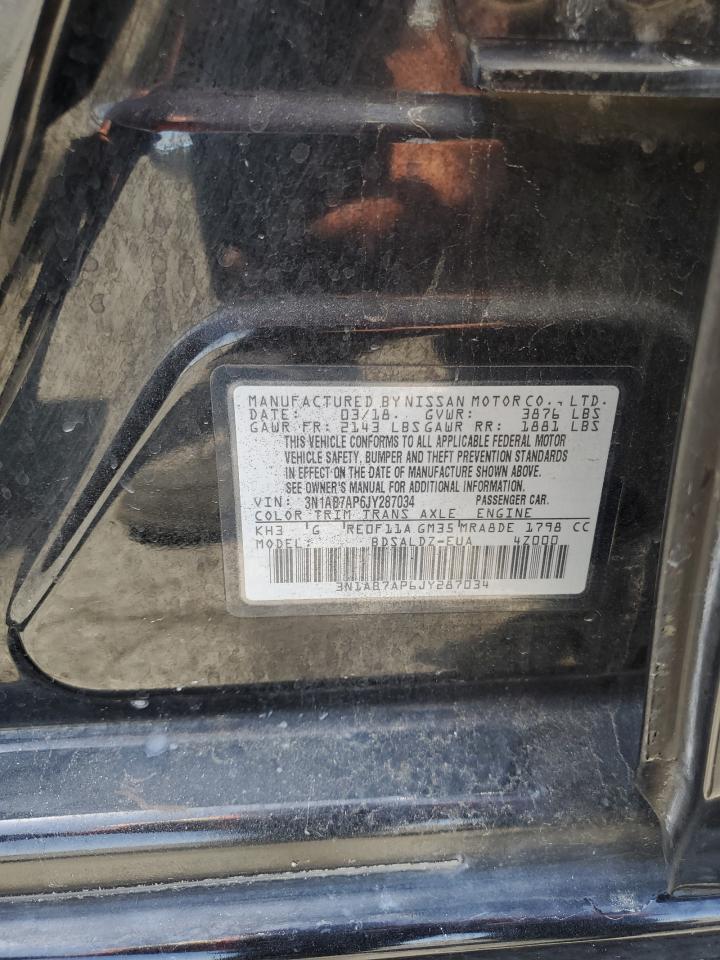 MANUFACTURED BY NISSAN MOTOR CO., LTD.
DATE: 03/18. GVWR: 3876 LBS
GAWR FR: 2143 LBS GAWR RR: 1881 LBS
THIS VEHICLE CONFORMS TO ALL APPLICABLE FEDERAL MOTOR
VEHICLE SAFETY, BUMPER AND THEFT PREVENTION STANDARDS
IN EFFECT ON THE DATE OF MANUFACTURE SHOWN ABOVE.
SEE OWNER'S MANUAL FOR ADDITIONAL INFORMATION.
VIN: 3N1AB7AP6JY287034 PASSENGER CAR.
COLOR TRIM TRANS AXLE ENGINE
KH3 G RE0F11A GM35 MRA8DE 1798 CC
MODEL: BDSALDZ-EUA 4Z000
3N1AB7AP6JY287034